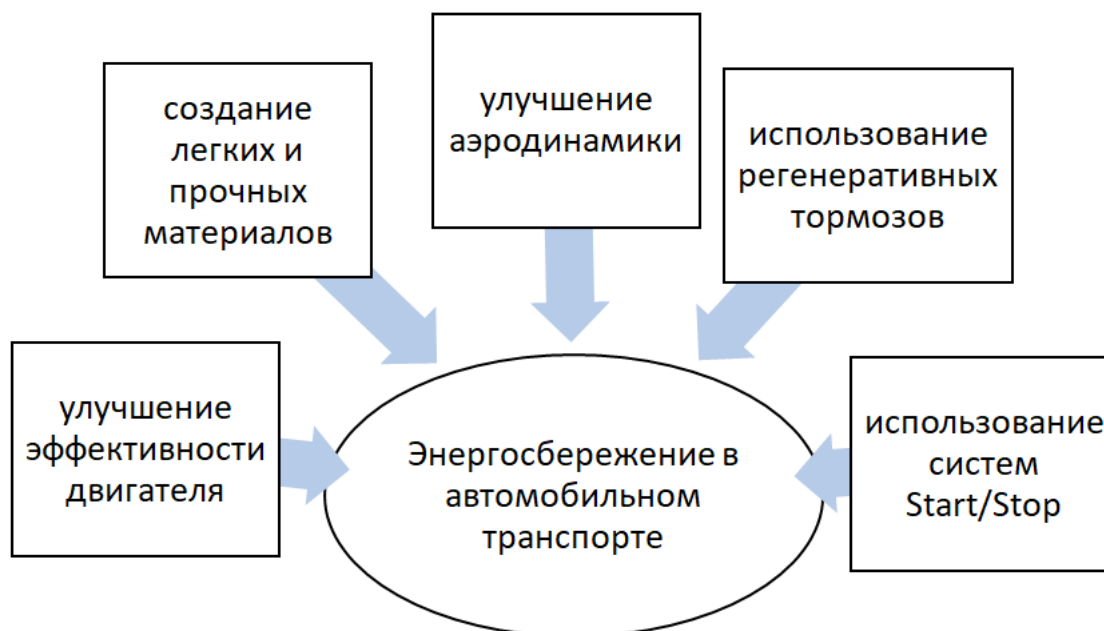 создание
легких и
прочных
материалов
улучшение
аэродинамики
использование
регенеративных
тормозов
улучшение
эффективности
двигателя
Энергосбережение в
автомобильном
транспорте
использование
систем
Start/Stop